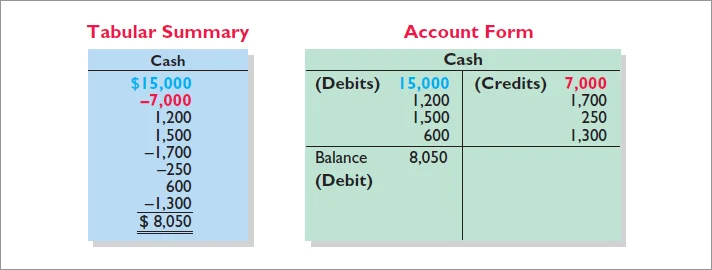 Tabular Summary
Cash
$15,000
–7,000
1,200
1,500
–1,700
–250
600
–1,300
$ 8,050
Account Form
Cash
(Debits) 15,000 (Credits) 7,000
1,200 1,700
1,500 250
600 1,300
Balance 8,050
(Debit)